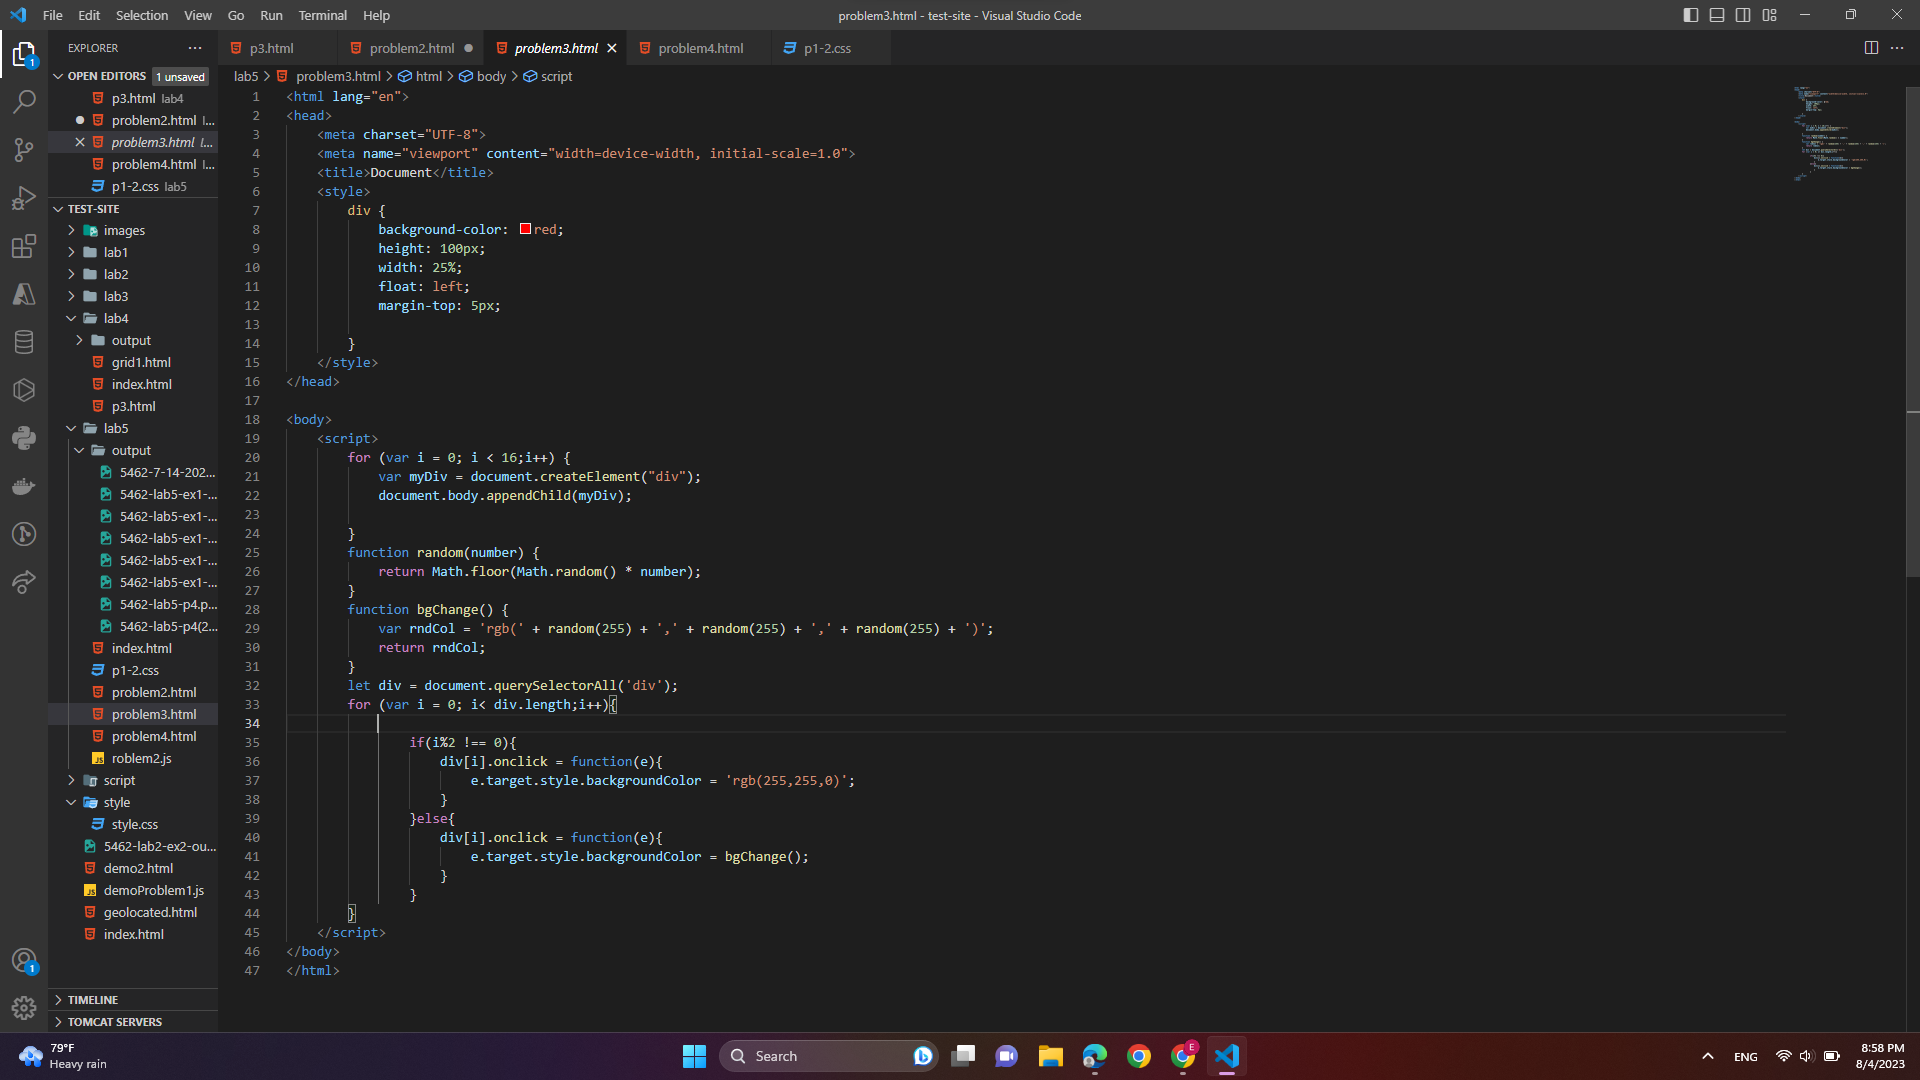 File Edit Selection View Go Run Terminal Help
problem3.html - test-site - Visual Studio Code
EXPLORER
p3.html problem2.html problem3.html problem4.html p1-2.css
lab5 > problem3.html > html > body > script
OPEN EDITORS 1 unsaved
p3.html lab4
problem2.html l...
problem3.html l...
problem4.html l...
p1-2.css lab5
TEST-SITE
images
lab1
lab2
lab3
lab4
output
grid1.html
index.html
p3.html
lab5
output
5462-7-14-202...
5462-lab5-ex1-...
5462-lab5-ex1-...
5462-lab5-ex1-...
5462-lab5-ex1-...
5462-lab5-ex1-...
5462-lab5-p4.p...
5462-lab5-p4(2...
index.html
p1-2.css
problem2.html
problem3.html
problem4.html
roblem2.js
script
style
style.css
5462-lab2-ex2-ou...
demo2.html
demoProblem1.js
geolocated.html
index.html
TIMELINE
TOMCAT SERVERS
1 <html lang="en">
2 <head>
3 <meta charset="UTF-8">
4 <meta name="viewport" content="width=device-width, initial-scale=1.0">
5 <title>Document</title>
6 <style>
7 div {
8 background-color: red;
9 height: 100px;
10 width: 25%;
11 float: left;
12 margin-top: 5px;
13
14 }
15 </style>
16 </head>
17
18 <body>
19 <script>
20 for (var i = 0; i < 16;i++) {
21 var myDiv = document.createElement("div");
22 document.body.appendChild(myDiv);
23
24 }
25 function random(number) {
26 return Math.floor(Math.random() * number);
27 }
28 function bgChange() {
29 var rndCol = 'rgb(' + random(255) + ',' + random(255) + ',' + random(255) + ')';
30 return rndCol;
31 }
32 let div = document.querySelectorAll('div');
33 for (var i = 0; i< div.length;i++){
34
35 if(i%2 !== 0){
36 div[i].onclick = function(e){
37 e.target.style.backgroundColor = 'rgb(255,255,0)';
38 }
39 }else{
40 div[i].onclick = function(e){
41 e.target.style.backgroundColor = bgChange();
42 }
43 }
44 }
45 </script>
46 </body>
47 </html>
1
1
79°F
Heavy rain
Search
E
ENG
8:58 PM
8/4/2023